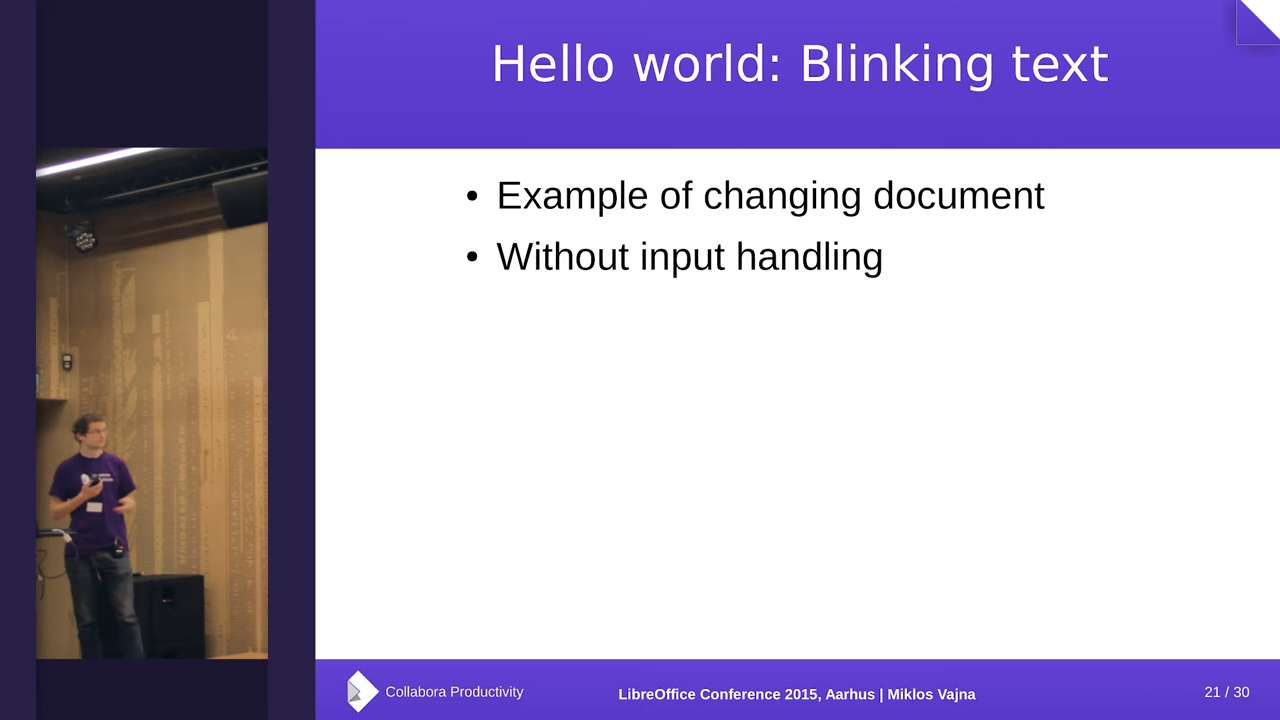 Hello world: Blinking text
• Example of changing document
• Without input handling
Collabora Productivity
LibreOffice Conference 2015, Aarhus | Miklos Vajna
21 / 30